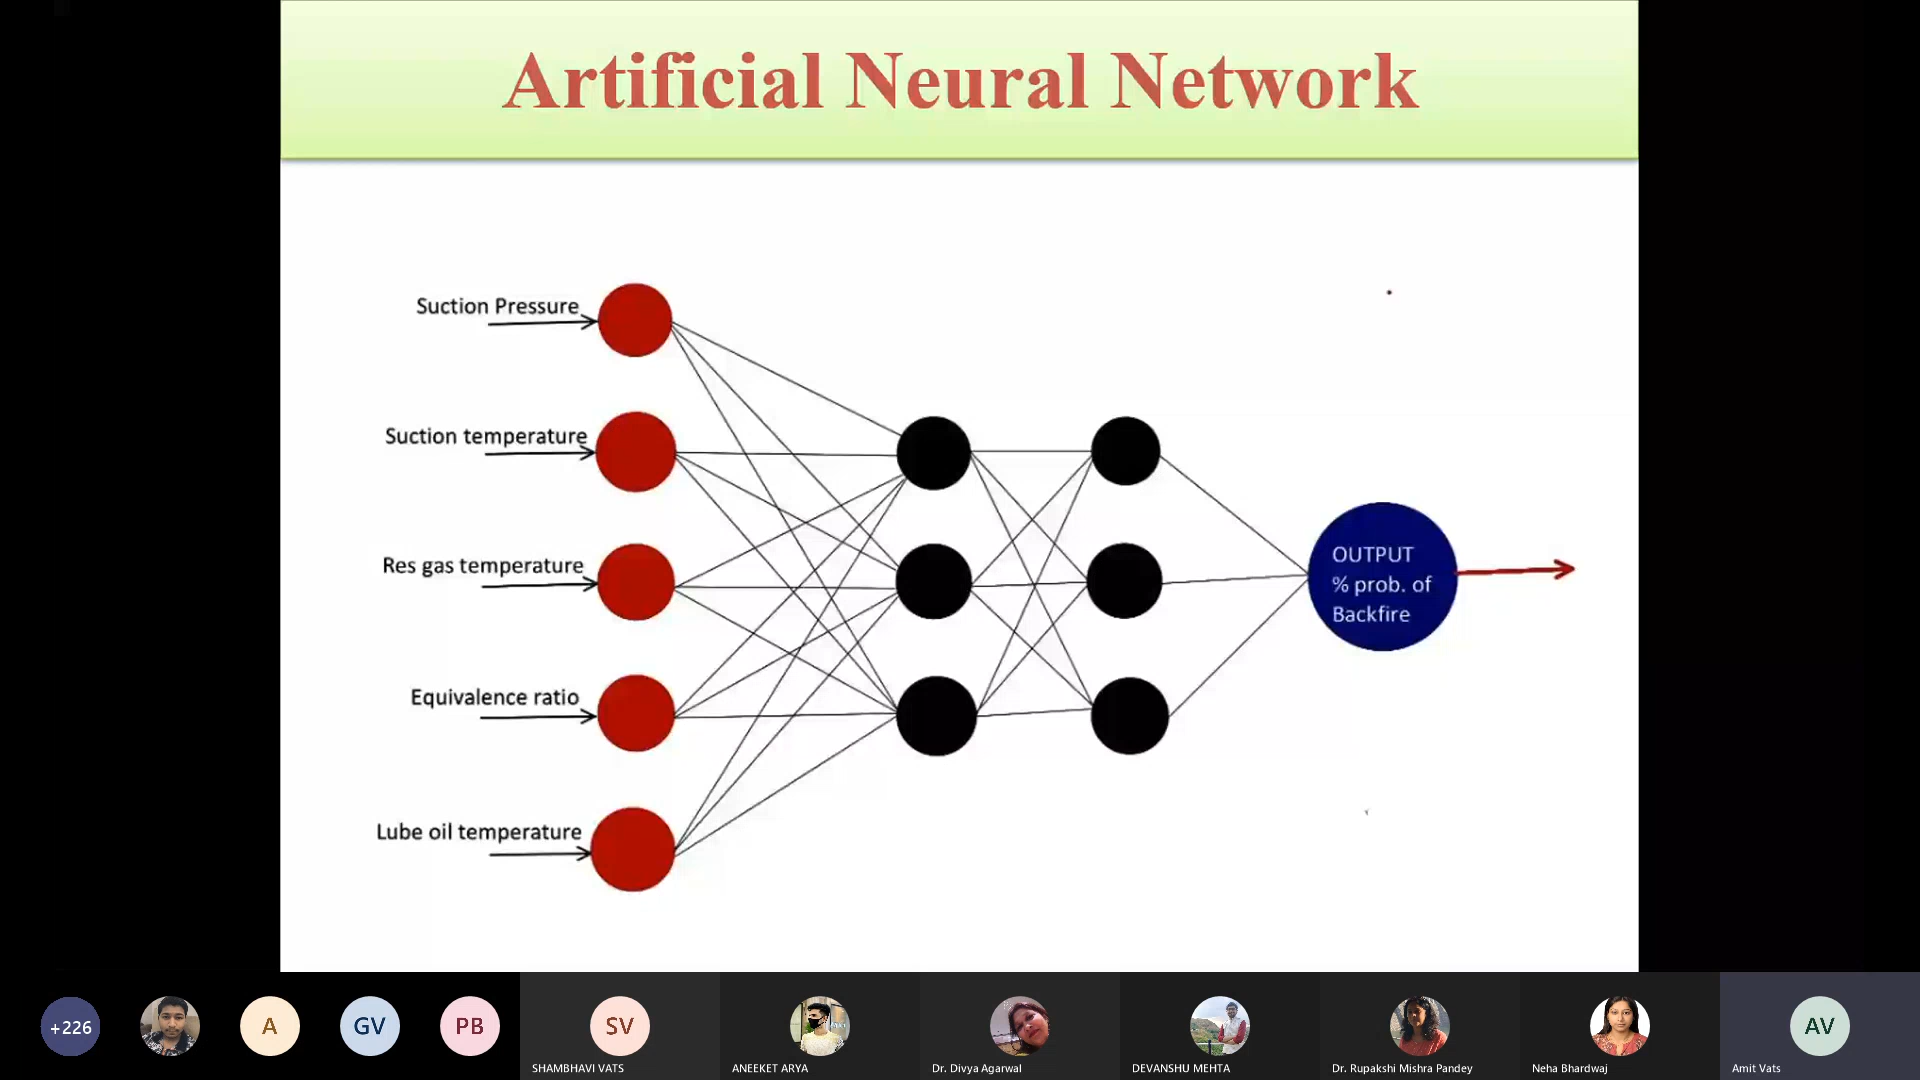 Artificial Neural Network
Suction Pressure
Suction temperature
Res gas temperature
Equivalence ratio
Lube oil temperature
OUTPUT
% prob. of
Backfire
+226
A
GV
PB
SV
AV
SHAMBHAVI VATS
ANEEKET ARYA
Dr. Divya Agarwal
DEVANSHU MEHTA
Dr. Rupakshi Mishra Pandey
Neha Bhardwaj
Amit Vats